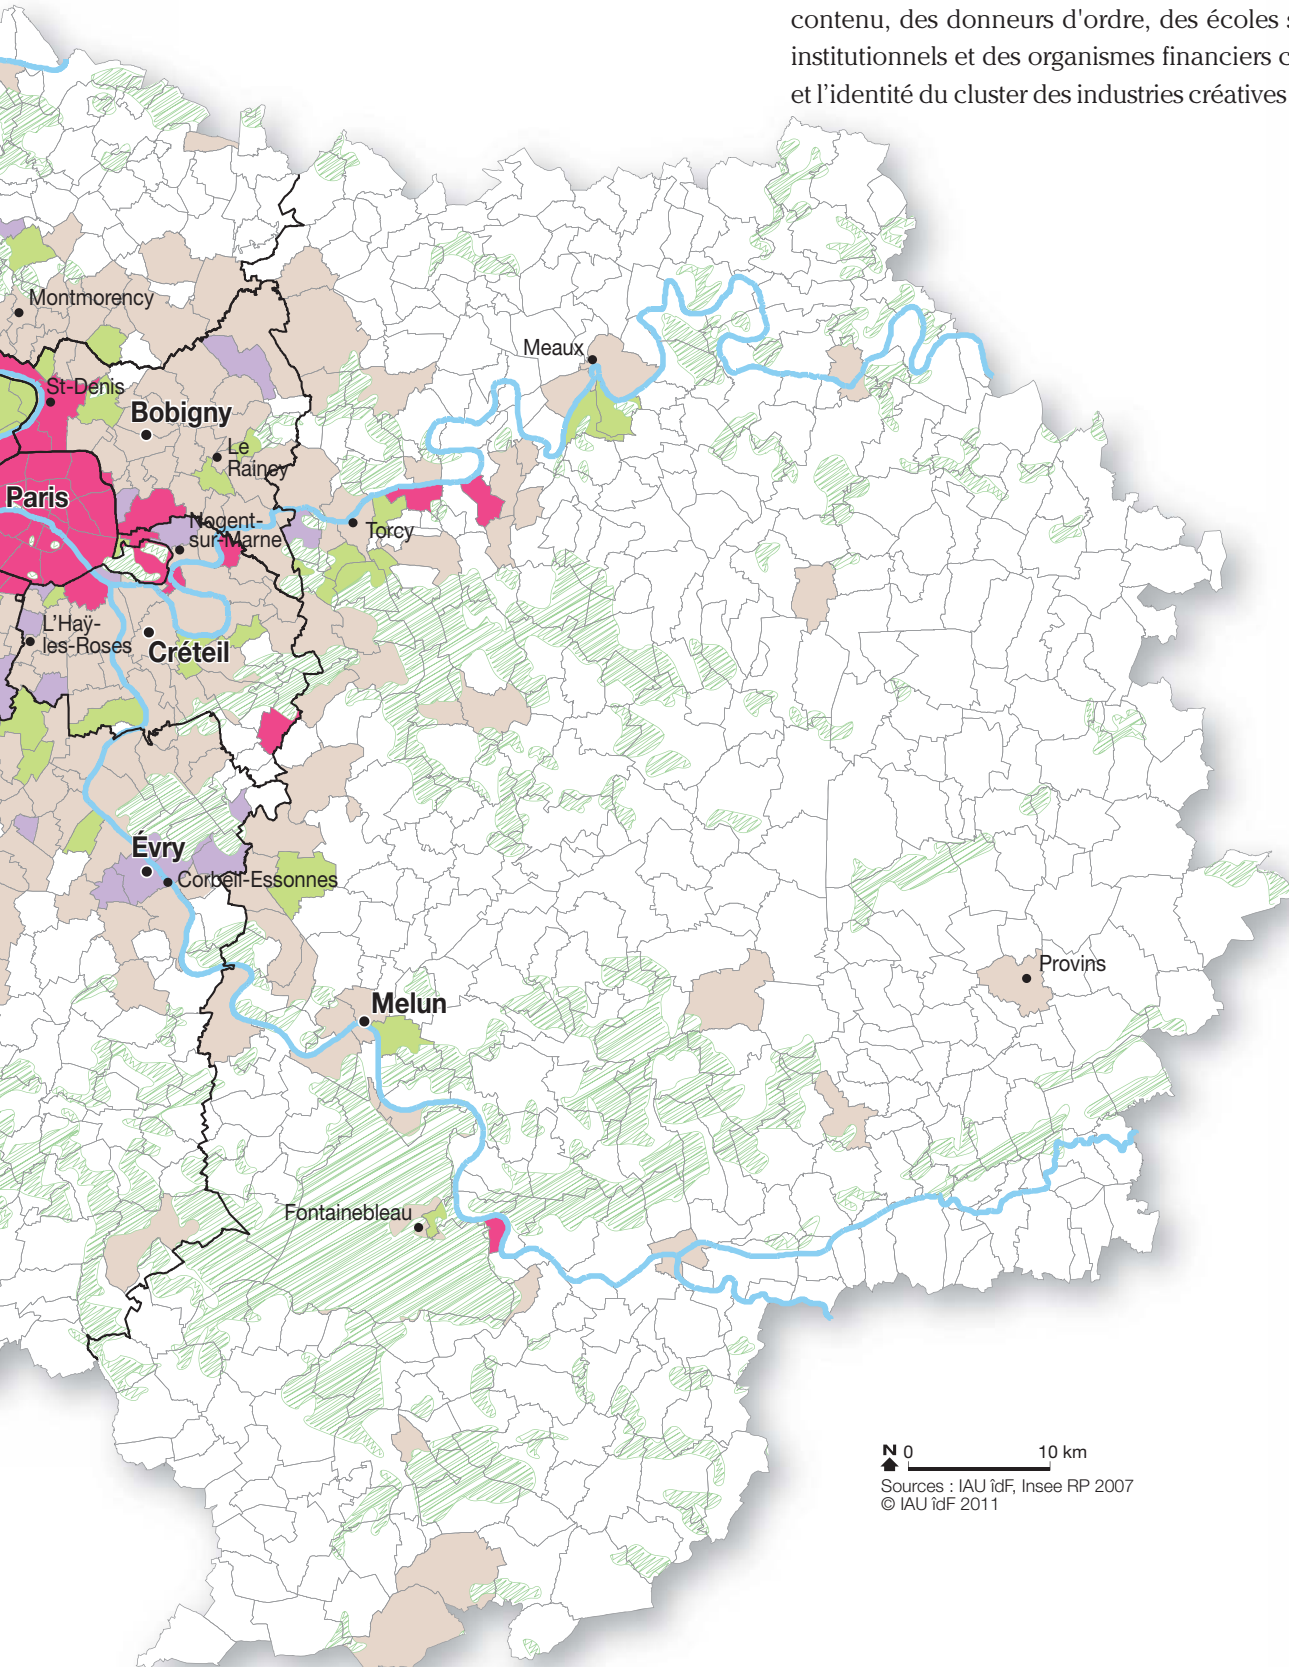 contenu, des donneurs d'ordre, des écoles
institutionnels et des organismes financiers
et l'identité du cluster des industries créatives
Montmorency
Meaux
St-Denis
Bobigny
Le
Raincy
Paris
Nogent-
sur-Marne
Torcy
L'Haÿ-
les-Roses
Créteil
Évry
Corbeil-Essonnes
Provins
Melun
Fontainebleau
N 0 10 km
Sources : IAU îdF, Insee RP 2007
© IAU îdF 2011